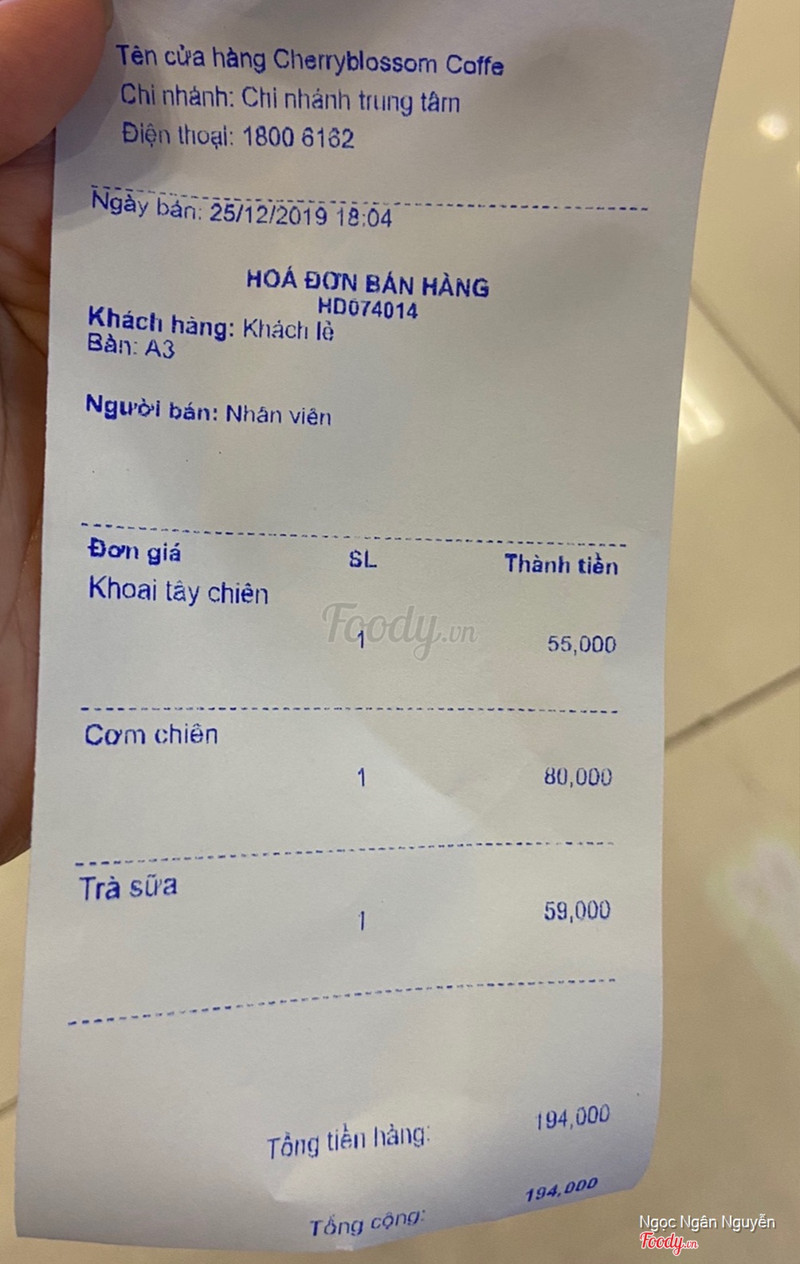 Tên cửa hàng Cherryblossom Coffe
Chi nhánh: Chi nhánh trung tâm
Điện thoại: 1800 6162
Ngày bán: 25/12/2019 18:04
HOÁ ĐƠN BÁN HÀNG
HD074014
Khách hàng: Khách lẻ
Bàn: A3
Người bán: Nhân viên
Đơn giá SL Thành tiền
Khoai tây chiên
1 55,000
Cơm chiên
1 80,000
Trà sữa
1 59,000
Tổng tiền hàng: 194,000
Tổng cộng: 194,000
Foody.vn
Ngọc Ngân Nguyễn
Foody.vn